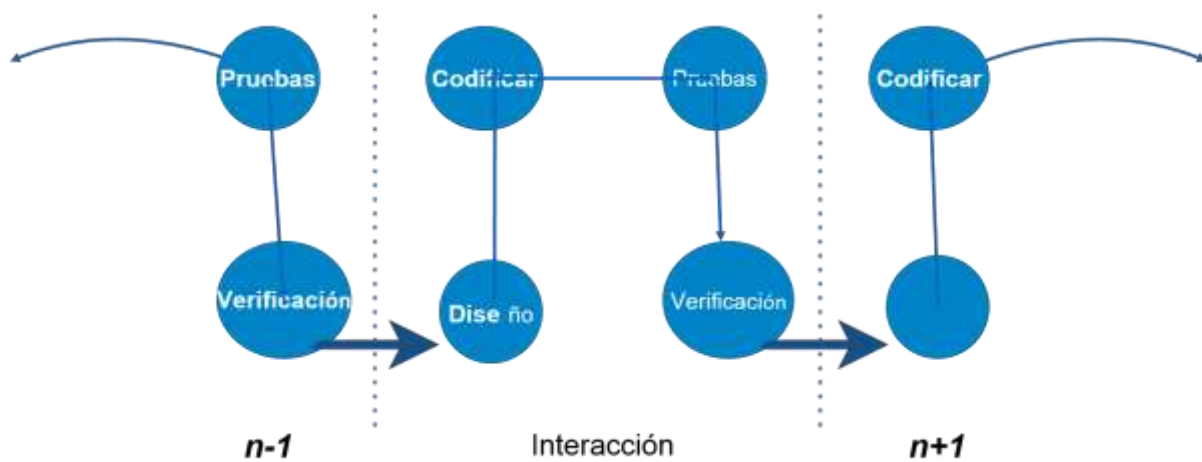 Pruebas
Codificar
Pruebas
Codificar
Verificación
Dise ño
Verificación
n-1
Interacción
n+1